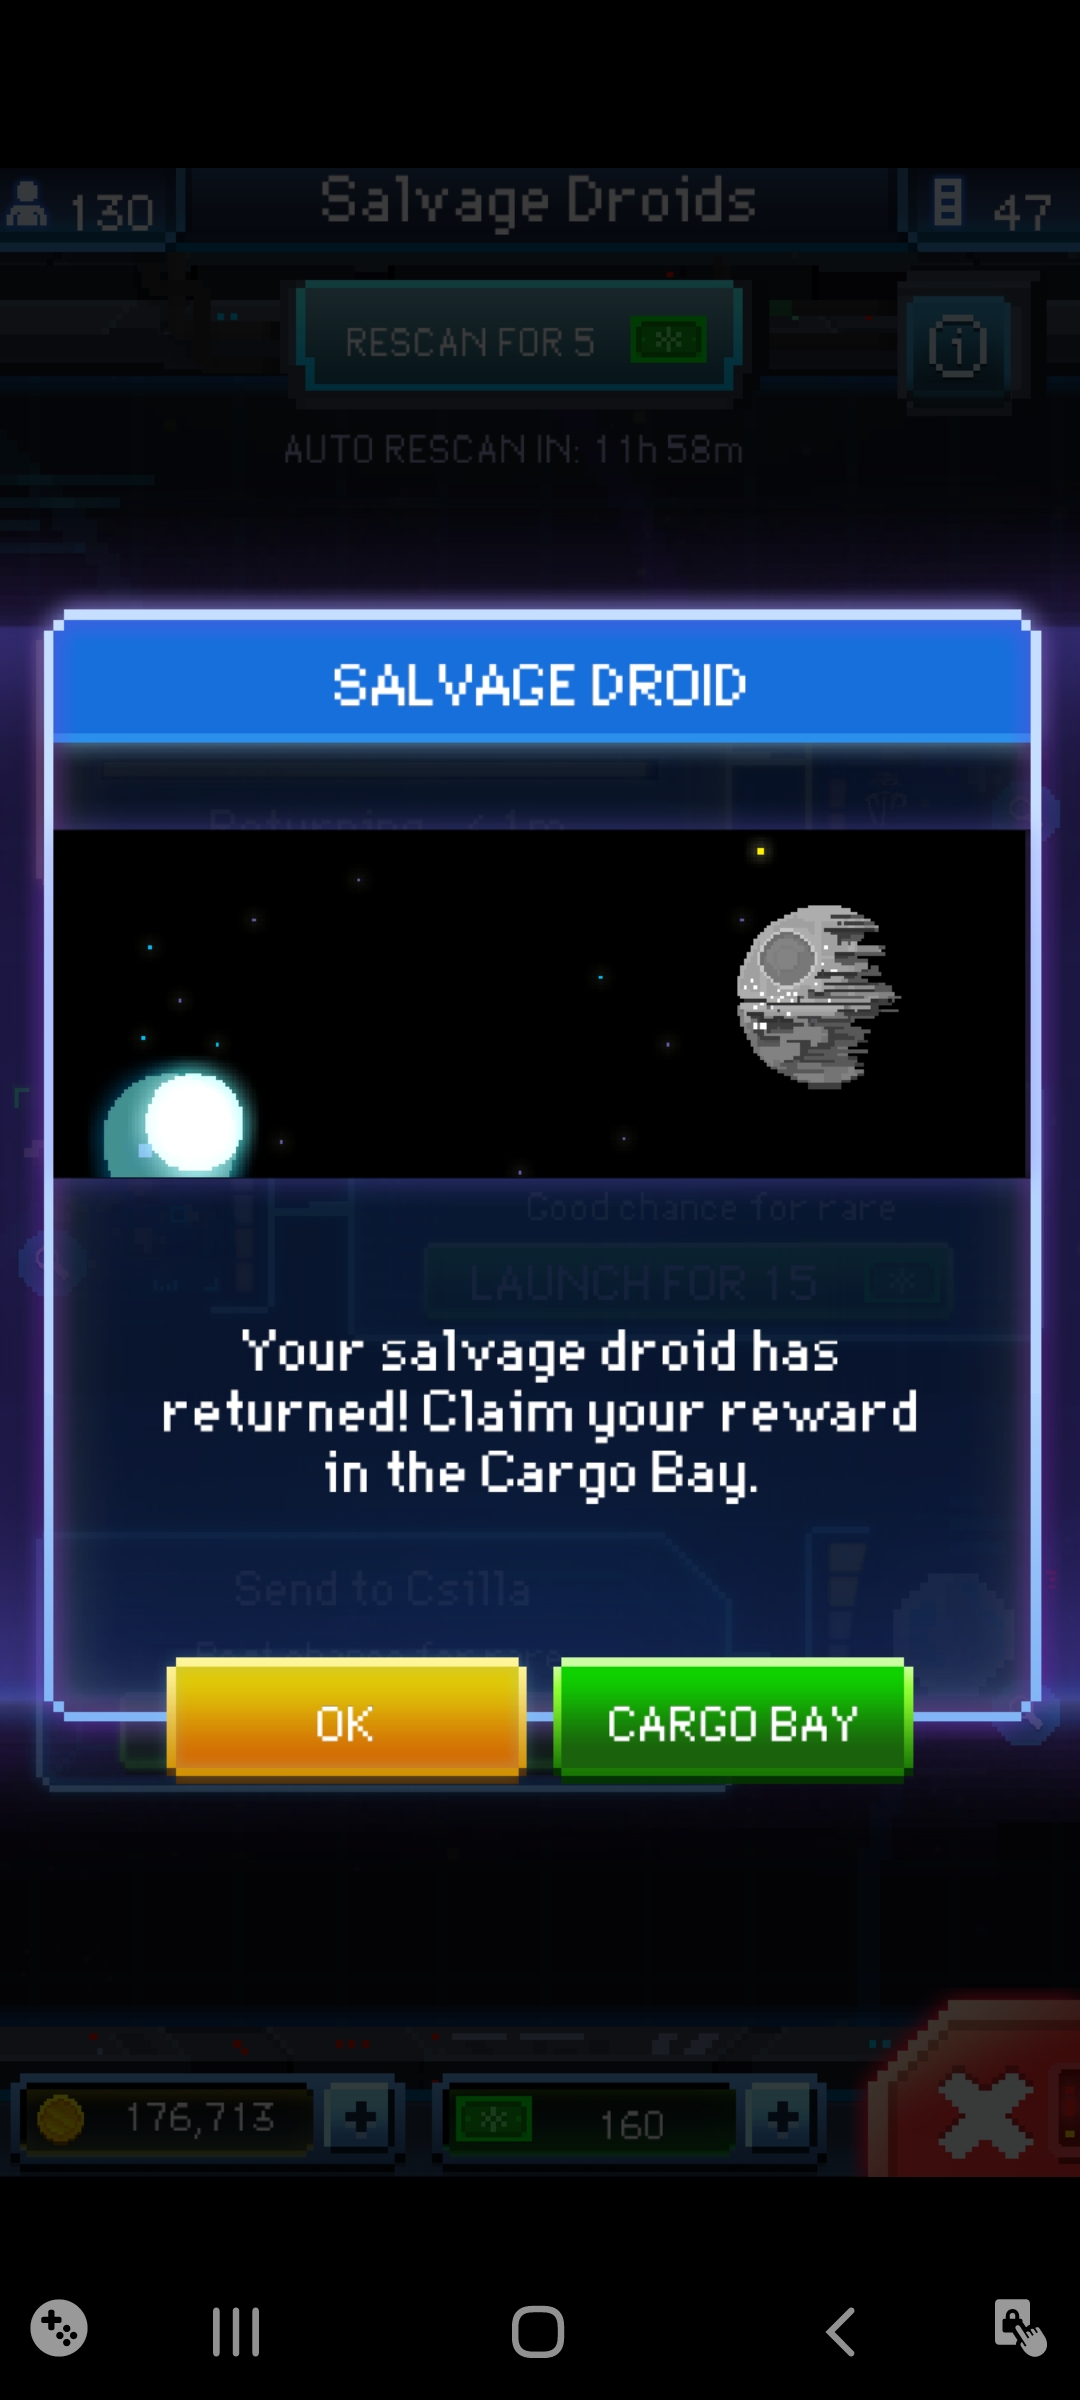 130
Salvage Droids
47
RESCAN FOR 5
AUTO RESCAN IN: 11h 58m
SALVAGE DROID
Returning < 1m
VIP
Good chance for rare
LAUNCH FOR 15
Your salvage droid has
returned! Claim your reward
in the Cargo Bay.
Send to Csilla
OK
CARGO BAY
176,713
160